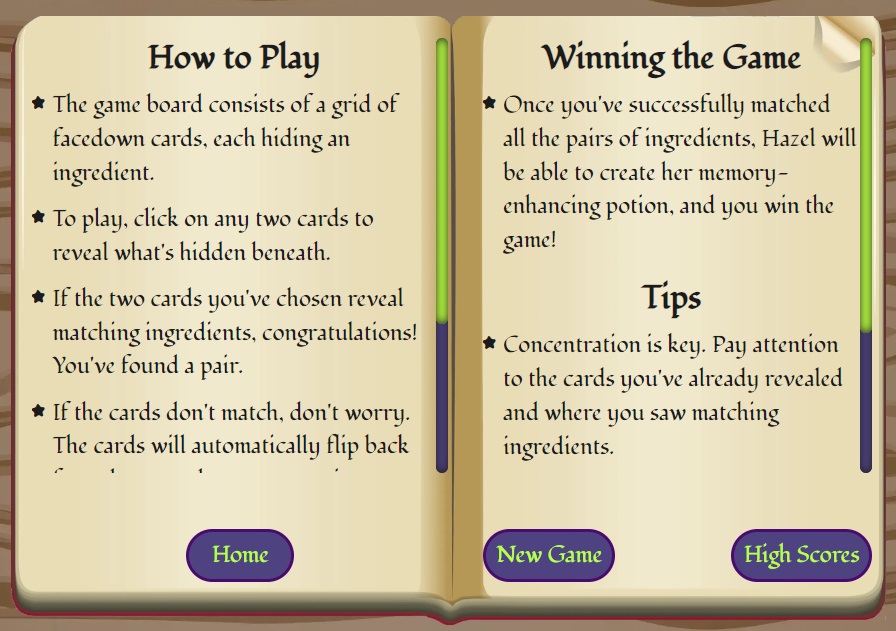 How to Play
The game board consists of a grid of
facedown cards, each hiding an
ingredient.
To play, click on any two cards to
reveal what's hidden beneath.
If the two cards you've chosen reveal
matching ingredients, congratulations!
You've found a pair.
If the cards don't match, don't worry.
The cards will automatically flip back
Home
Winning the Game
Once you've successfully matched
all the pairs of ingredients, Hazel will
be able to create her memory-
enhancing potion, and you win the
game!
Tips
Concentration is key. Pay attention
to the cards you've already revealed
and where you saw matching
ingredients.
New Game
High Scores